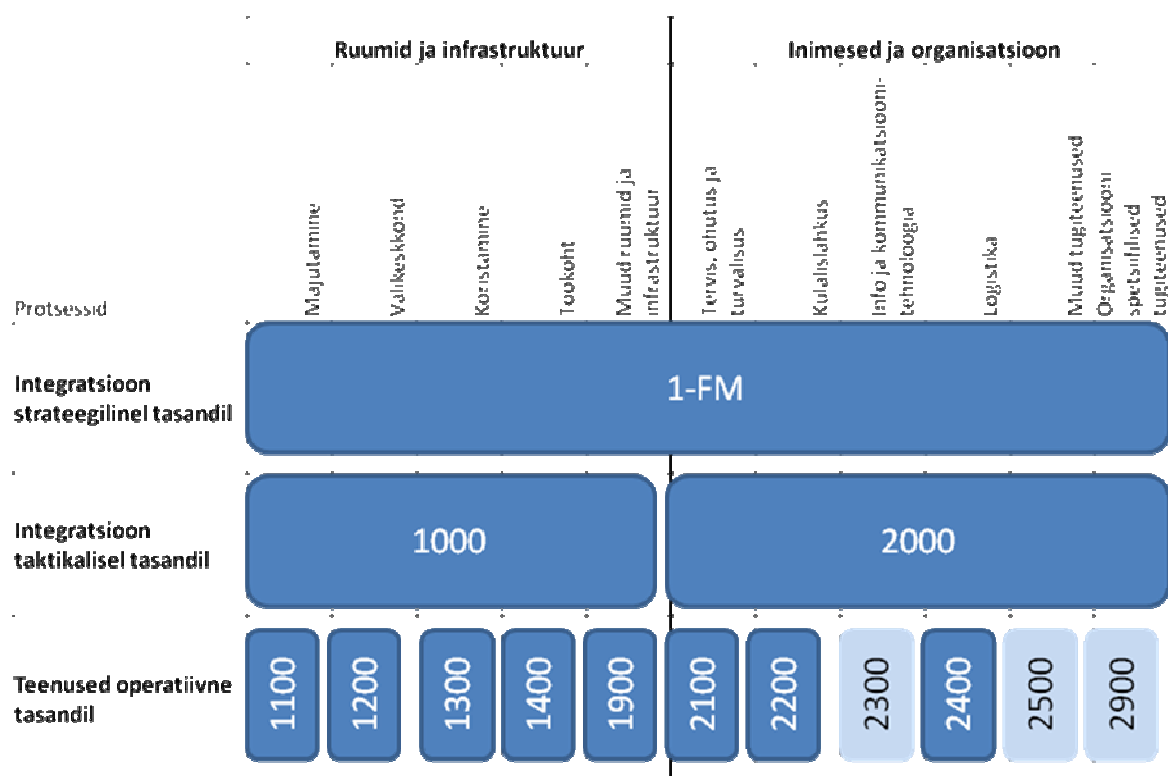 Ruumid ja infrastruktuur
Inimesed ja organisatsioon
Protsessid
Majutamine
Valikeskkond
Koristamine
Tookoht
Muud ruumid ja
infrastruktuur
Tervis, ohutus ja
turvalisus
Kulalislahkus
Info ja kommunikatsiooni-
tehnoloogia
Logistika
Muud tugiteenused
Organisatsiooni
spetsiifilised
tugiteenused
Integratsioon
strateegilinel tasandil
1-FM
Integratsioon
taktikalisel tasandil
1000
2000
Teenused operatiivne
tasandil
1100
1200
1300
1400
1900
2100
2200
2300
2400
2500
2900